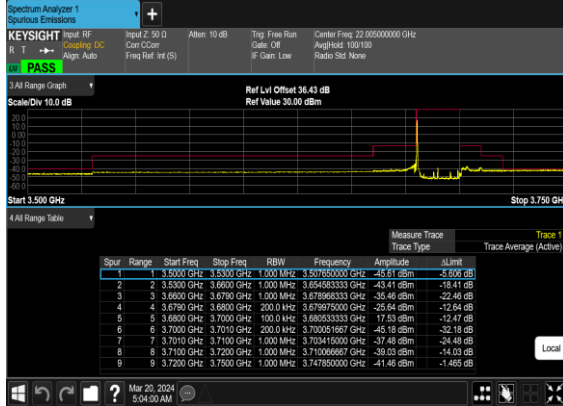 Spectrum Analyzer 1
Spurious Emissions
+
KEYSIGHT Input: RF Input Z: 50 Ω Atten: 10 dB Trig: Free Run Center Freq: 22.005000000 GHz
R T Coupling: DC Corr CCorr Gate: Off Avg|Hold: 100/100
Align: Auto Freq Ref: Int (S) IF Gain: Low Radio Std: None
PASS
3 All Range Graph
Ref Lvl Offset 36.43 dB
Scale/Div 10.0 dB Ref Value 30.00 dBm
20.0
10.0
0.00
-10.0
-20.0
-30.0
-40.0
-50.0
-60.0
Start 3.500 GHz Stop 3.750 GH
4 All Range Table
Measure Trace Trace 1
Trace Type Trace Average (Active)
Spur Range Start Freq Stop Freq RBW Frequency Amplitude ΔLimit
1 1 3.5000 GHz 3.5300 GHz 1.000 MHz 3.507650000 GHz -45.61 dBm -5.606 dB
2 2 3.5300 GHz 3.6600 GHz 1.000 MHz 3.654583333 GHz -43.41 dBm -18.41 dB
3 3 3.6600 GHz 3.6790 GHz 1.000 MHz 3.678968333 GHz -35.46 dBm -22.46 dB
4 4 3.6790 GHz 3.6800 GHz 200.0 kHz 3.679975000 GHz -25.64 dBm -12.64 dB
5 5 3.6800 GHz 3.7000 GHz 100.0 kHz 3.680533333 GHz 17.53 dBm -12.47 dB
6 6 3.7000 GHz 3.7010 GHz 200.0 kHz 3.700051667 GHz -45.18 dBm -32.18 dB
7 7 3.7010 GHz 3.7100 GHz 1.000 MHz 3.703415000 GHz -37.48 dBm -24.48 dB
8 8 3.7100 GHz 3.7200 GHz 1.000 MHz 3.710066667 GHz -39.03 dBm -14.03 dB
9 9 3.7200 GHz 3.7500 GHz 1.000 MHz 3.747850000 GHz -41.46 dBm -1.465 dB
Local
? Mar 20, 2024
5:04:00 AM